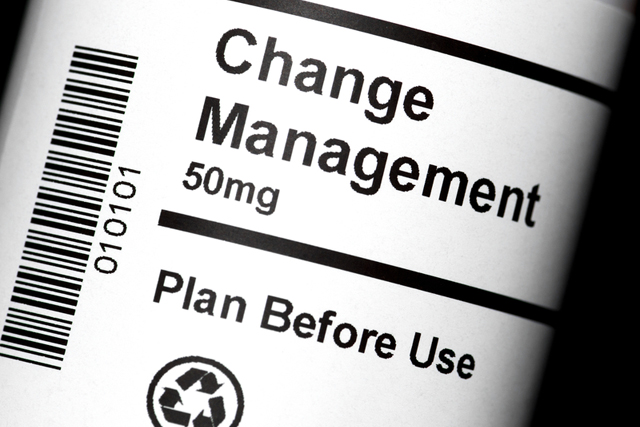 Change
Management
50mg
010101
Plan Before Use